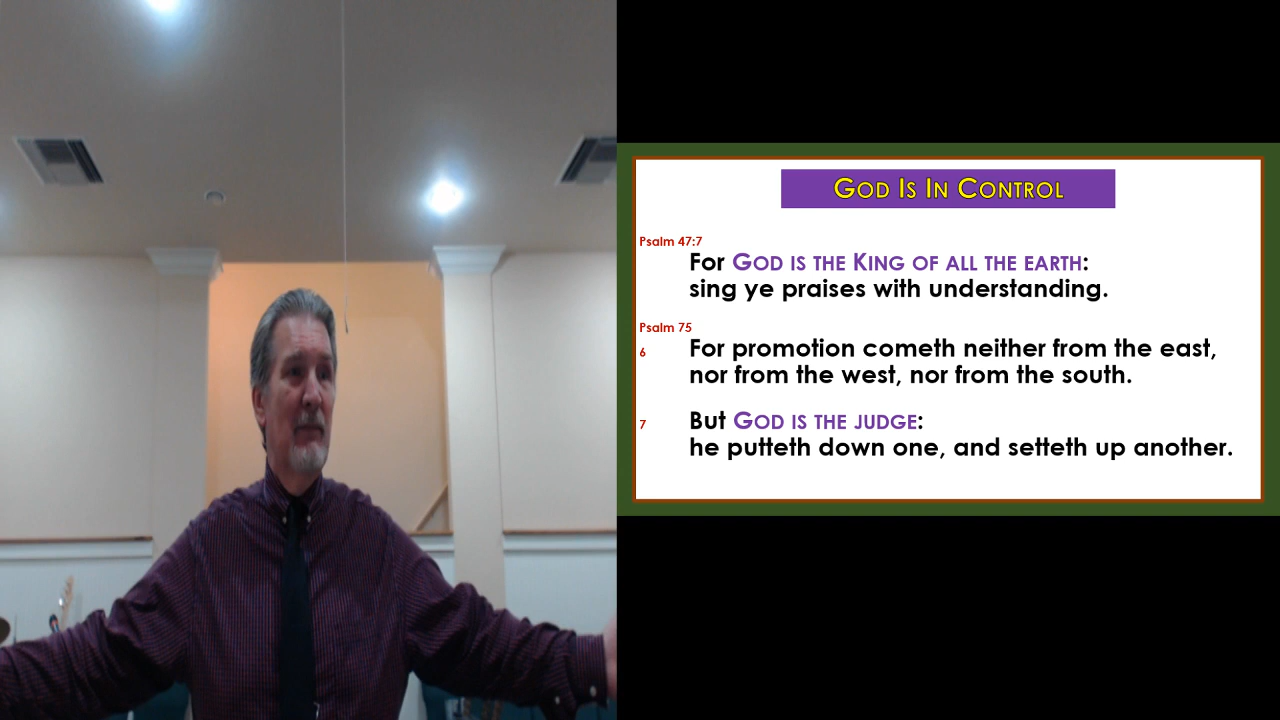 God Is In Control
Psalm 47:7
For God is the King of all the earth:
sing ye praises with understanding.
Psalm 75
6 For promotion cometh neither from the east,
nor from the west, nor from the south.
7 But God is the judge:
he putteth down one, and setteth up another.